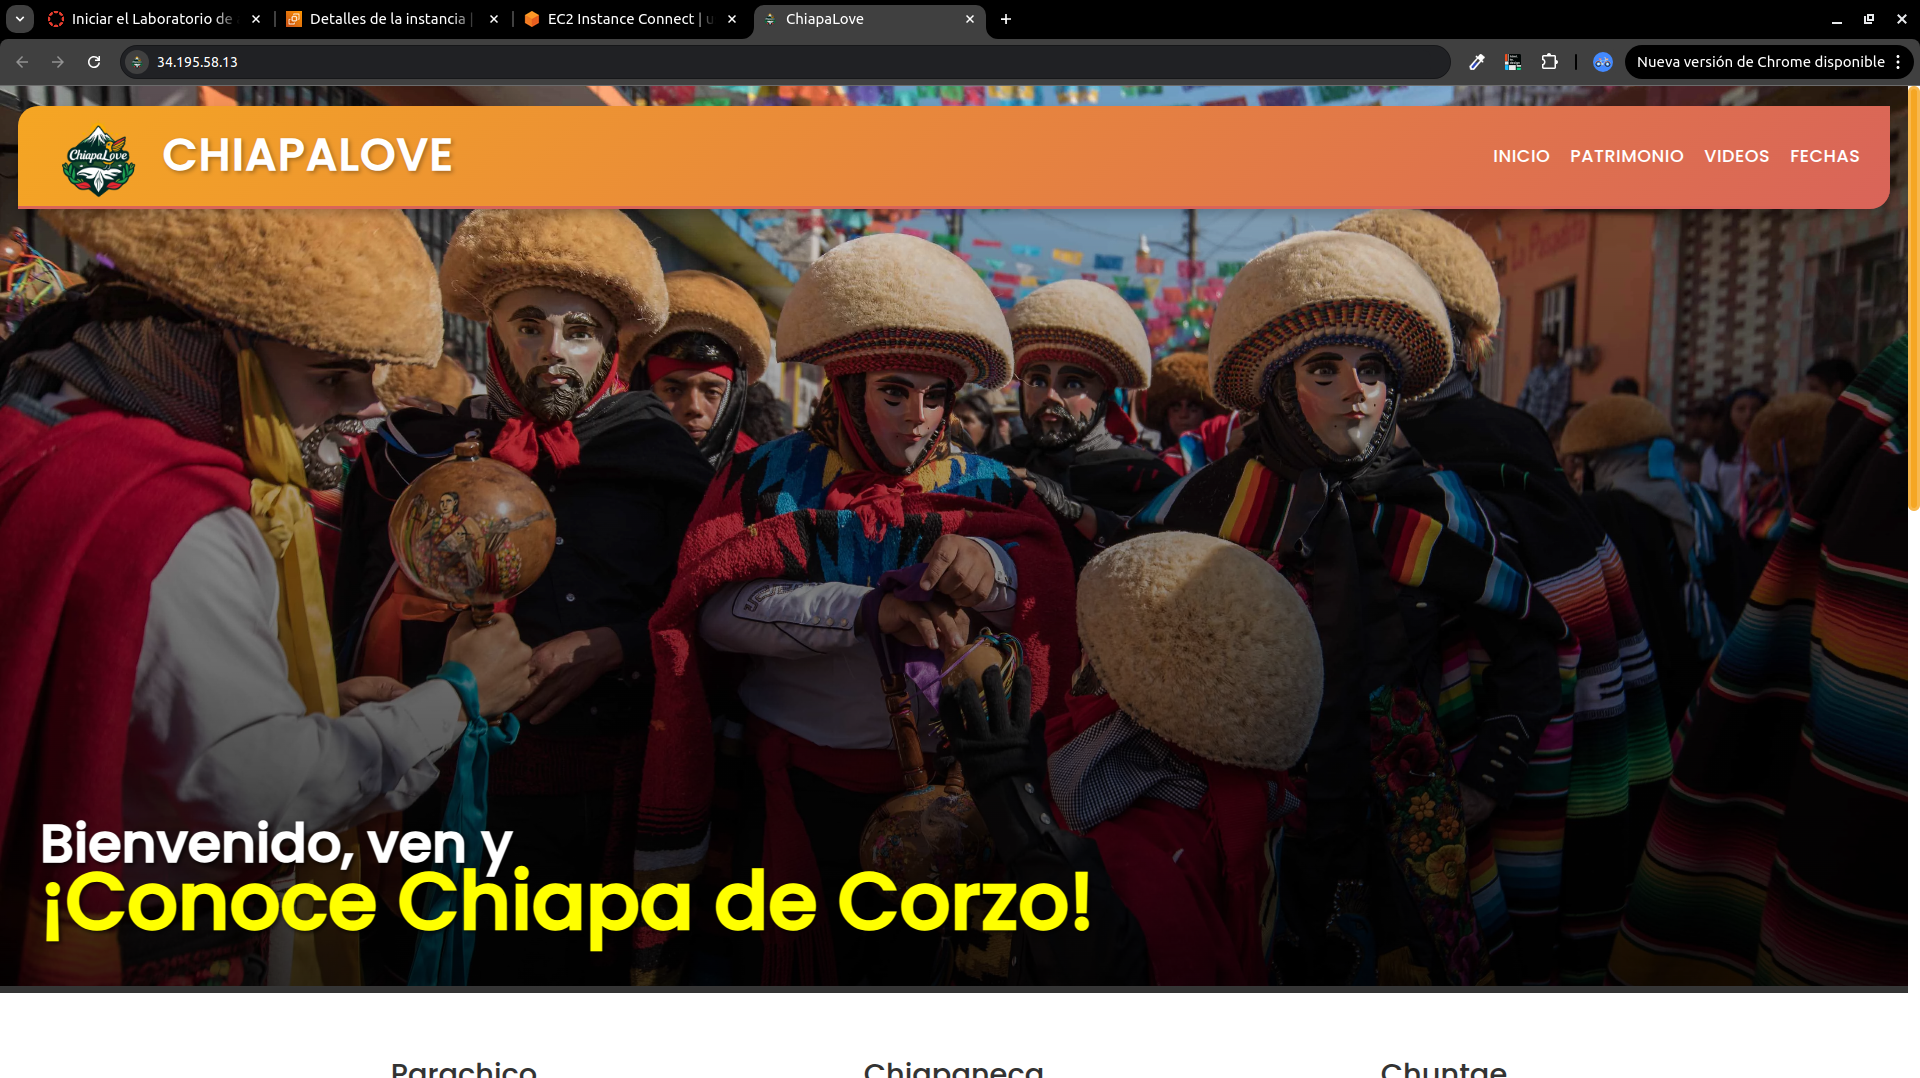 Iniciar el Laboratorio de
Detalles de la instancia
EC2 Instance Connect | u
ChiapaLove
34.195.58.13
Nueva versión de Chrome disponible
ChiapaLove
CHIAPALOVE
INICIO
PATRIMONIO
VIDEOS
FECHAS
Bienvenido, ven y
¡Conoce Chiapa de Corzo!
Parachico
Chiapaneca
Chuntae